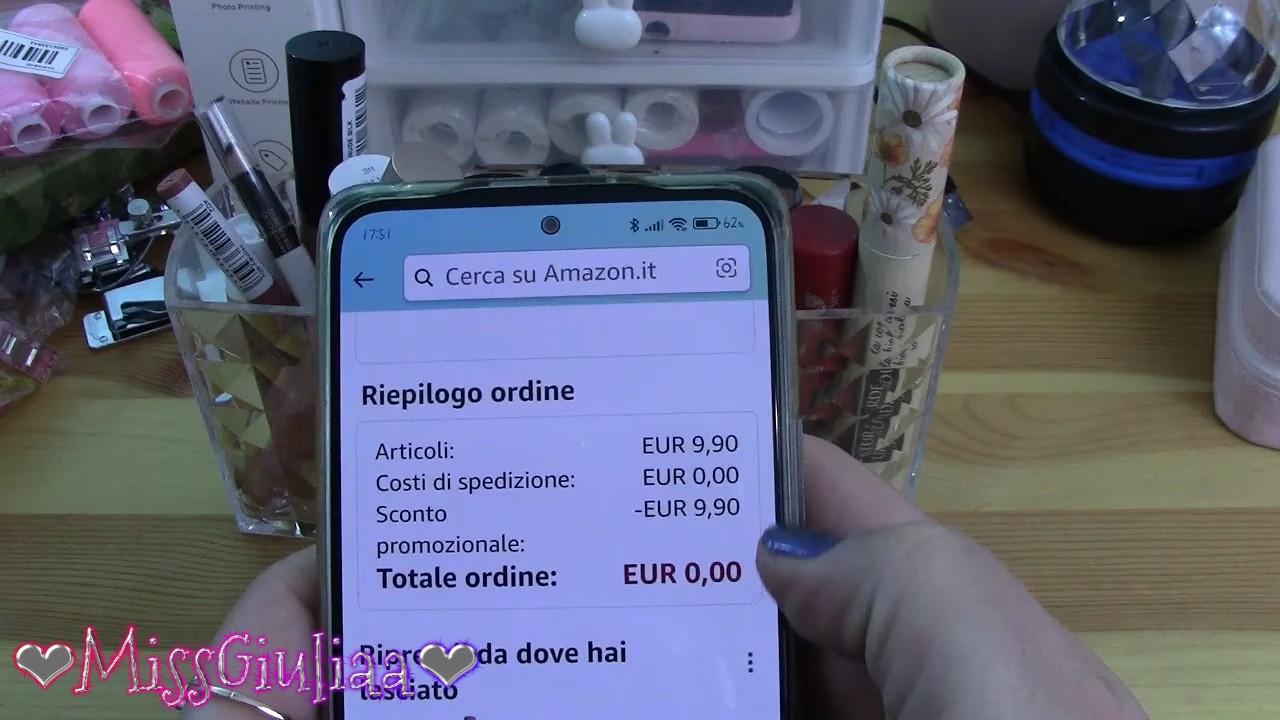 Photo Printing
Website Printing
17:51
62%
Cerca su Amazon.it
Riepilogo ordine
Articoli: EUR 9,90
Costi di spedizione: EUR 0,00
Sconto -EUR 9,90
promozionale:
Totale ordine: EUR 0,00
da dove hai
lasciato
❤MissGiuliaa❤